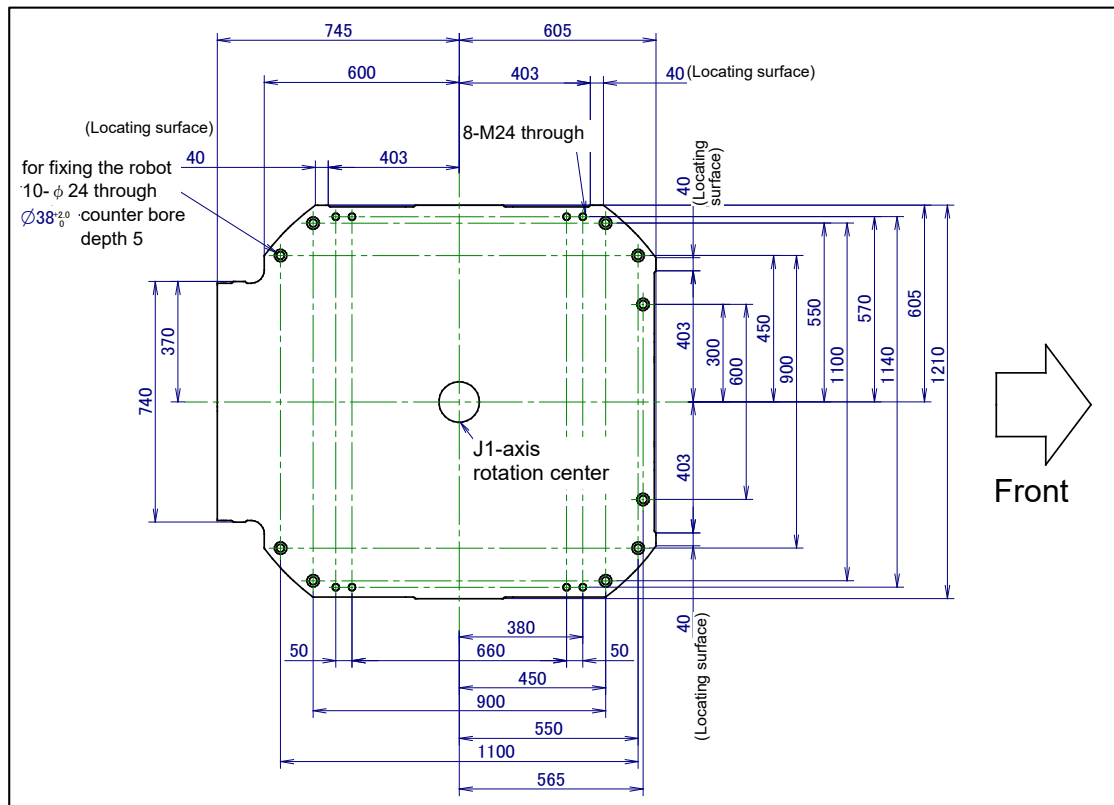 745
605
600
403
40 (Locating surface)
(Locating surface)
8-M24 through
40
403
for fixing the robot
10-φ 24 through
∅38 +2.0 0 counter bore
depth 5
40
(Locating
surface)
370
740
403
300
600
450
900
550
1100
570
1140
605
1210
J1-axis
rotation center
403
Front
380
50
660
50
40
(Locating surface)
450
900
550
1100
565